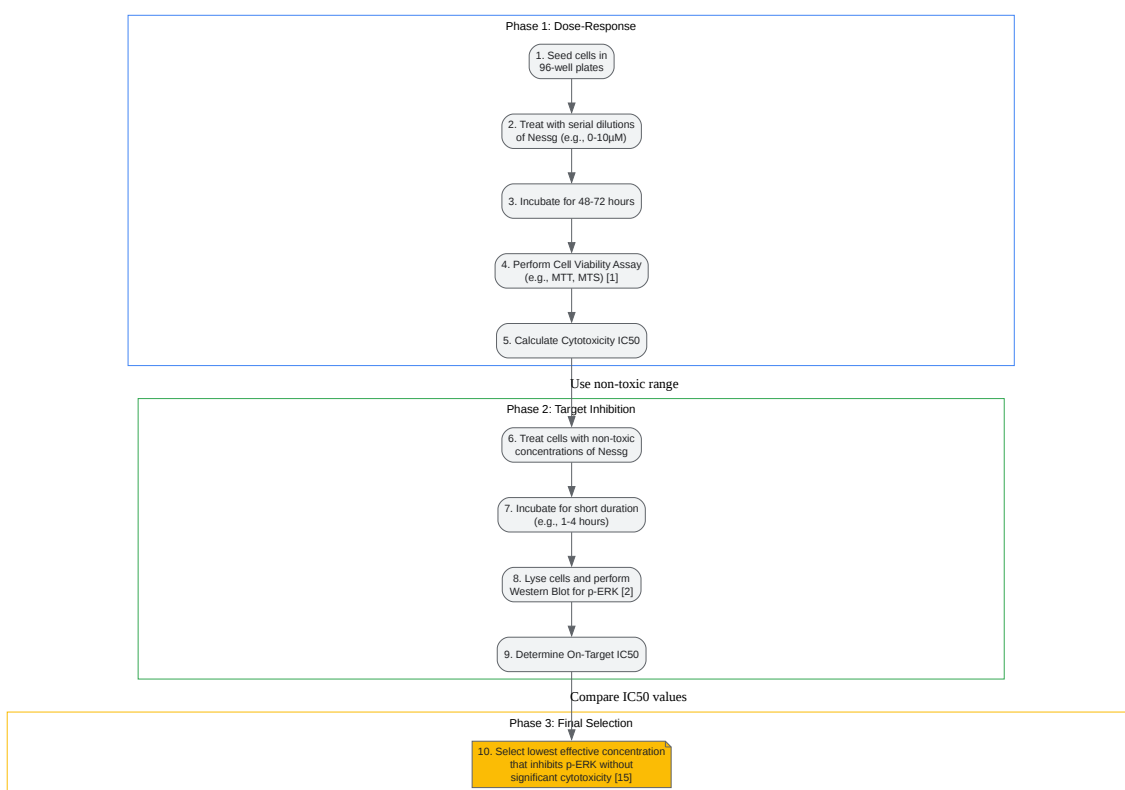 Phase 1: Dose-Response
1. Seed cells in
96-well plates
2. Treat with serial dilutions
of Nessg (e.g., 0-10µM)
3. Incubate for 48-72 hours
4. Perform Cell Viability Assay
(e.g., MTT, MTS) [1]
5. Calculate Cytotoxicity IC50
Use non-toxic range
Phase 2: Target Inhibition
6. Treat cells with non-toxic
concentrations of Nessg
7. Incubate for short duration
(e.g., 1-4 hours)
8. Lyse cells and perform
Western Blot for p-ERK [2]
9. Determine On-Target IC50
Compare IC50 values
Phase 3: Final Selection
10. Select lowest effective concentration
that inhibits p-ERK without
significant cytotoxicity [15]